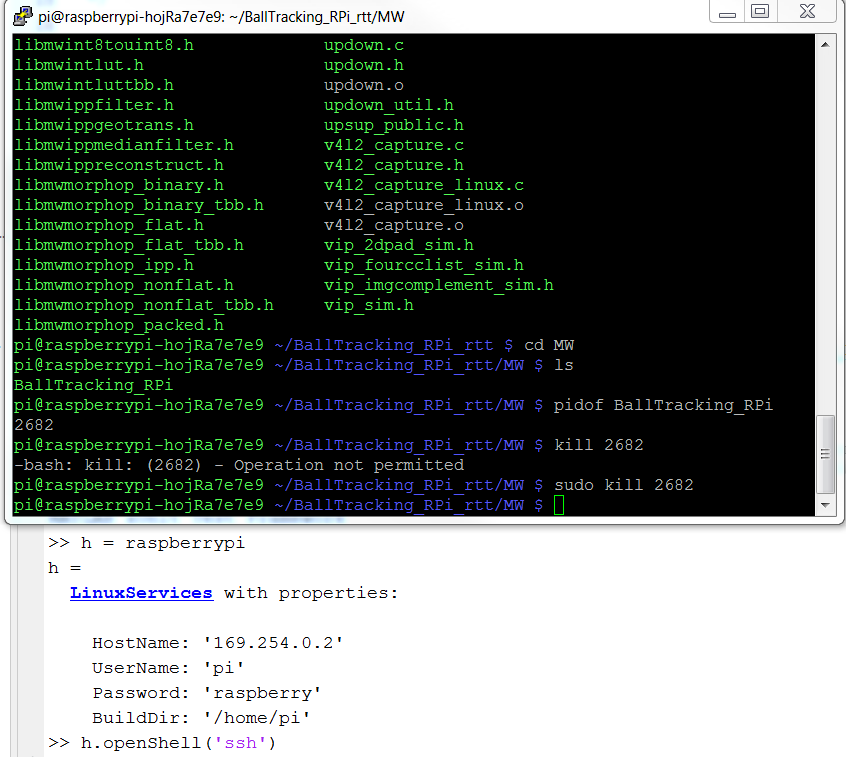 pi@raspberrypi-hojRa7e7e9: ~/BallTracking_RPi_rtt/MW
libmwint8touint8.h updown.c
libmwintlut.h updown.h
libmwintluttbb.h updown.o
libmwippfilter.h updown_util.h
libmwippgeotrans.h upsup_public.h
libmwippmedianfilter.h v4l2_capture.c
libmwippreconstruct.h v4l2_capture.h
libmwmorphop_binary.h v4l2_capture_linux.c
libmwmorphop_binary_tbb.h v4l2_capture_linux.o
libmwmorphop_flat.h v4l2_capture.o
libmwmorphop_flat_tbb.h vip_2dpad_sim.h
libmwmorphop_ipp.h vip_fourcclist_sim.h
libmwmorphop_nonflat.h vip_imgcomplement_sim.h
libmwmorphop_nonflat_tbb.h vip_sim.h
libmwmorphop_packed.h
pi@raspberrypi-hojRa7e7e9 ~/BallTracking_RPi_rtt $ cd MW
pi@raspberrypi-hojRa7e7e9 ~/BallTracking_RPi_rtt/MW $ ls
BallTracking_RPi
pi@raspberrypi-hojRa7e7e9 ~/BallTracking_RPi_rtt/MW $ pidof BallTracking_RPi
2682
pi@raspberrypi-hojRa7e7e9 ~/BallTracking_RPi_rtt/MW $ kill 2682
-bash: kill: (2682) - Operation not permitted
pi@raspberrypi-hojRa7e7e9 ~/BallTracking_RPi_rtt/MW $ sudo kill 2682
pi@raspberrypi-hojRa7e7e9 ~/BallTracking_RPi_rtt/MW $
>> h = raspberrypi
h =
LinuxServices with properties:
HostName: '169.254.0.2'
UserName: 'pi'
Password: 'raspberry'
BuildDir: '/home/pi'
>> h.openShell('ssh')